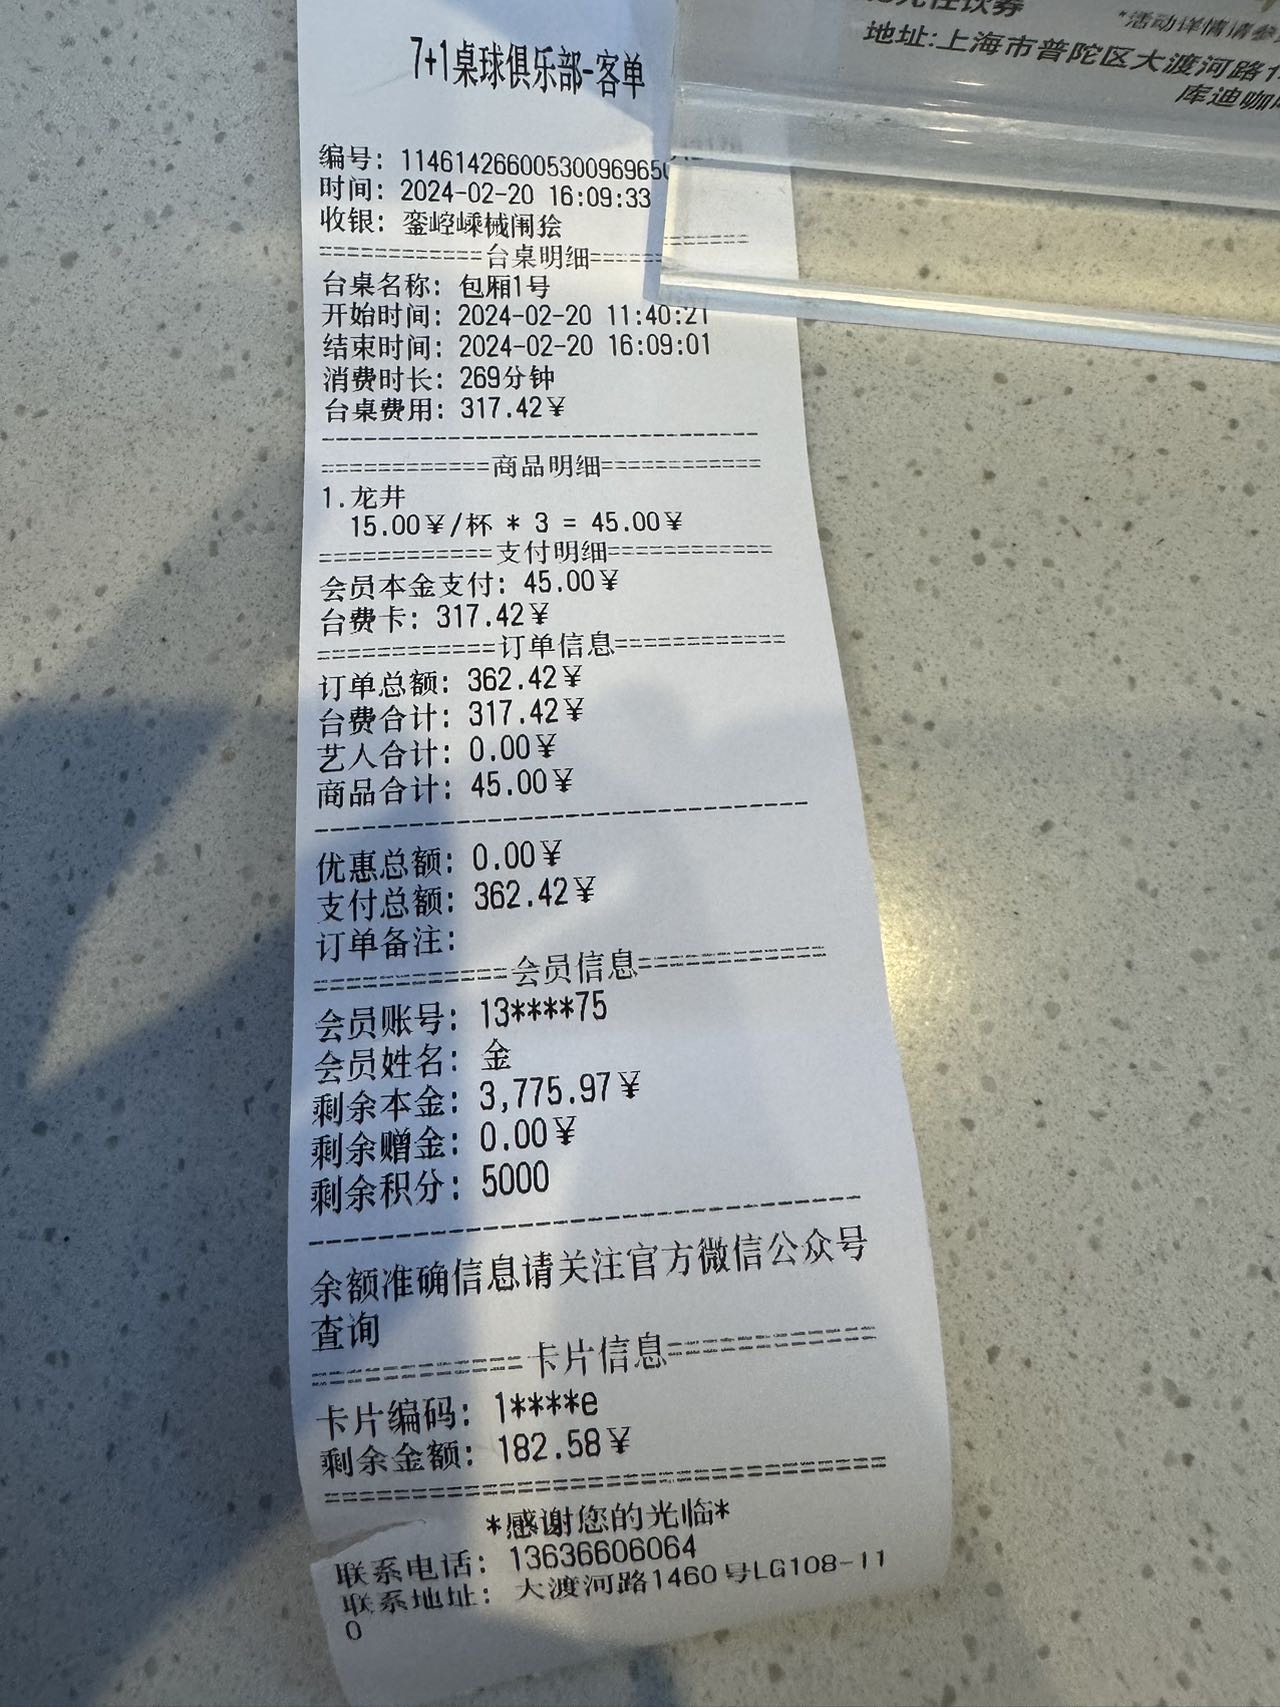 任饮券
*活动详情请
地址:上海市普陀区大渡河路1
库迪咖
7+1桌球俱乐部-客单
编号: 11461426600530096965
时间: 2024-02-20 16:09:33
收银: 銮崆嵊械闱捡
============台桌明细=====
台桌名称: 包厢1号
开始时间: 2024-02-20 11:40:21
结束时间: 2024-02-20 16:09:01
消费时长: 269分钟
台桌费用: 317.42¥
--------------------------------
============商品明细============
1.龙井
15.00¥/杯 * 3 = 45.00¥
============支付明细============
会员本金支付: 45.00¥
台费卡: 317.42¥
============订单信息============
订单总额: 362.42¥
台费合计: 317.42¥
艺人合计: 0.00¥
商品合计: 45.00¥
--------------------------------
优惠总额: 0.00¥
支付总额: 362.42¥
订单备注:
============会员信息============
会员账号: 13****75
会员姓名: 金
剩余本金: 3,775.97¥
剩余赠金: 0.00¥
剩余积分: 5000
--------------------------------
余额准确信息请关注官方微信公众号
查询
============卡片信息============
卡片编码: 1****e
剩余金额: 182.58¥
================================
*感谢您的光临*
联系电话: 13636606064
联系地址: 大渡河路1460号LG108-11
0